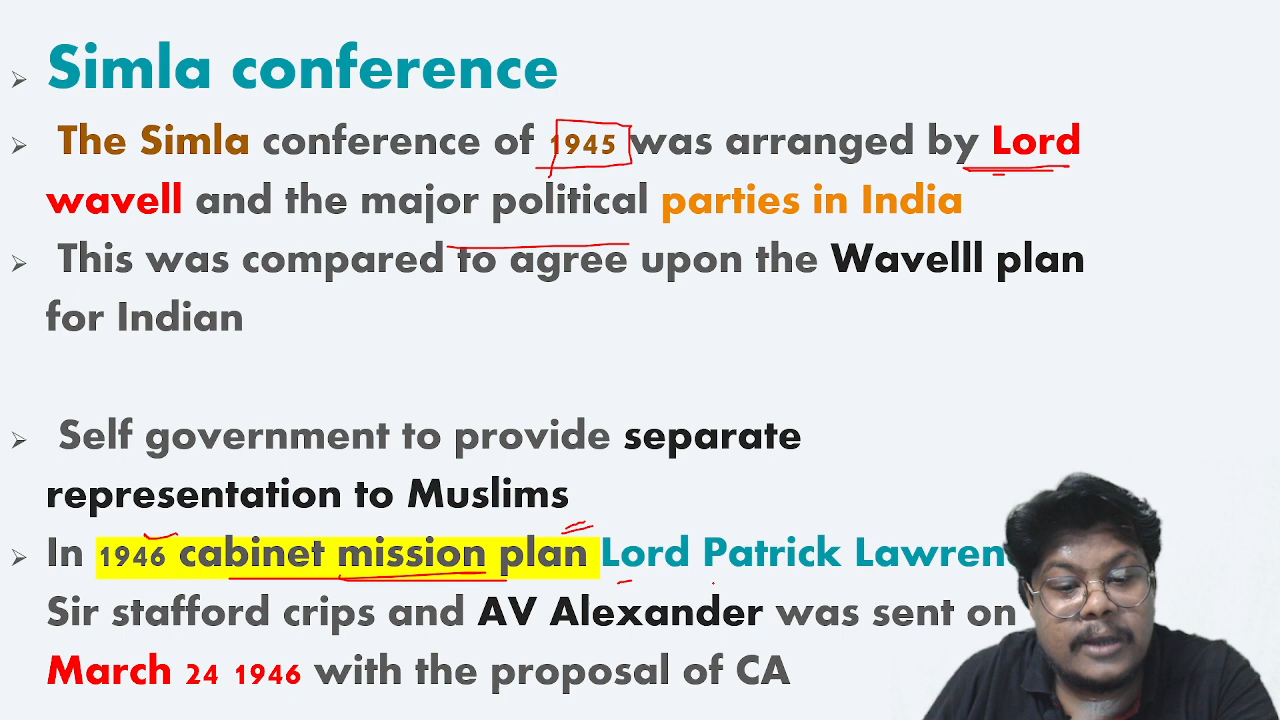 Simla conference
The Simla conference of 1945 was arranged by Lord
wavell and the major political parties in India
This was compared to agree upon the Wavelll plan
for Indian
Self government to provide separate
representation to Muslims
In 1946 cabinet mission plan Lord Patrick Lawren
Sir stafford crips and AV Alexander was sent on
March 24 1946 with the proposal of CA